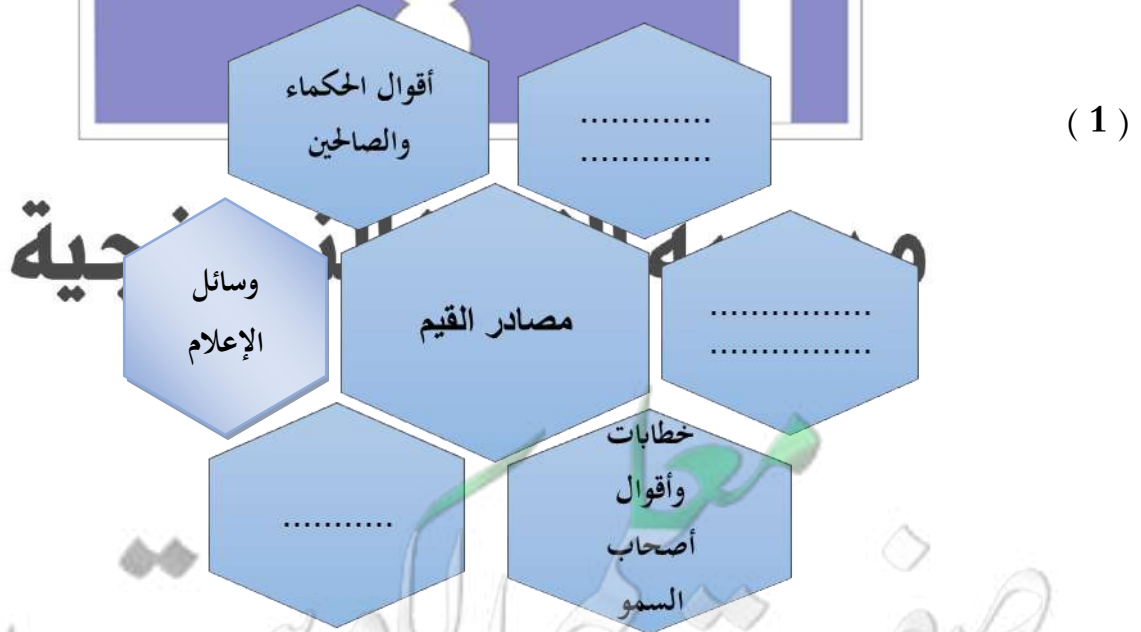 ( 1 )
أقوال الحكماء
والصالحين
.............
.............
وسائل
الإعلام
مصادر القيم
................
................
...........
خطابات
وأقوال
أصحاب
السمو